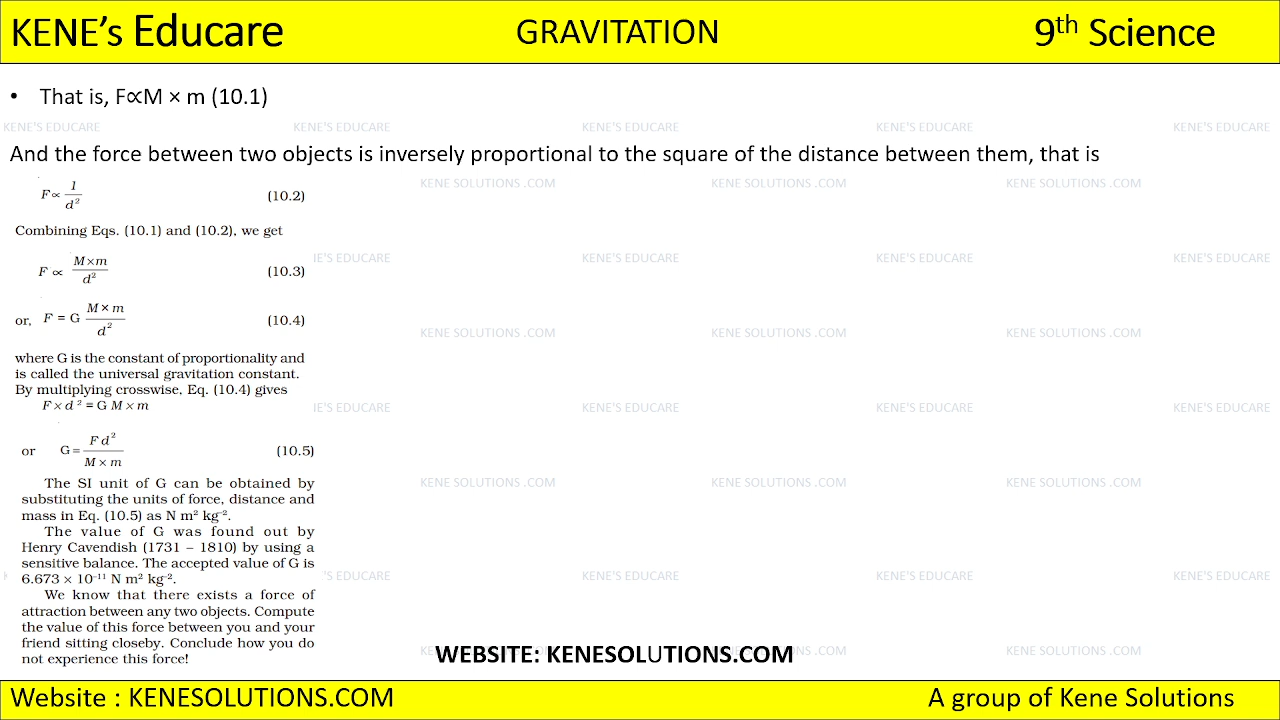 KENE's Educare GRAVITATION 9th Science
• That is, F∝M × m (10.1)
KENE'S EDUCARE KENE'S EDUCARE KENE'S EDUCARE KENE'S EDUCARE KENE'S EDUCARE
And the force between two objects is inversely proportional to the square of the distance between them, that is
KENE SOLUTIONS .COM KENE SOLUTIONS .COM KENE SOLUTIONS .COM
F∝ 1/d² (10.2)
Combining Eqs. (10.1) and (10.2), we get
IE'S EDUCARE KENE'S EDUCARE KENE'S EDUCARE KENE'S EDUCARE
F ∝ M×m/d² (10.3)
or, F = G M × m/d² (10.4)
KENE SOLUTIONS .COM KENE SOLUTIONS .COM KENE SOLUTIONS .COM
where G is the constant of proportionality and
is called the universal gravitation constant.
By multiplying crosswise, Eq. (10.4) gives
F × d ² = G M × m
IE'S EDUCARE KENE'S EDUCARE KENE'S EDUCARE KENE'S EDUCARE
or G = F d²/M × m (10.5)
The SI unit of G can be obtained by
KENE SOLUTIONS .COM KENE SOLUTIONS .COM KENE SOLUTIONS .COM
substituting the units of force, distance and
mass in Eq. (10.5) as N m² kg⁻².
The value of G was found out by
Henry Cavendish (1731 – 1810) by using a
sensitive balance. The accepted value of G is
6.673 × 10⁻¹¹ N m² kg⁻².
'S EDUCARE KENE'S EDUCARE KENE'S EDUCARE KENE'S EDUCARE
We know that there exists a force of
attraction between any two objects. Compute
the value of this force between you and your
friend sitting closeby. Conclude how you do
not experience this force!
WEBSITE: KENESOLUTIONS.COM
KENE SOLUTIONS .COM
Website : KENESOLUTIONS.COM A group of Kene Solutions